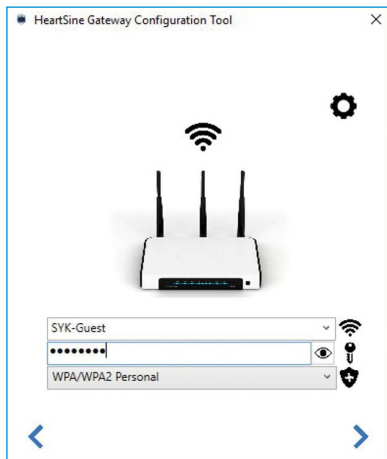 HeartSine Gateway Configuration Tool
SYK-Guest
••••••••
WPA/WPA2 Personal